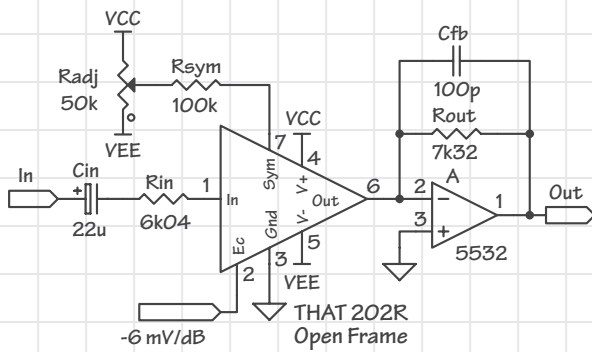 VCC
Radj
50k
VEE
Rsym
100k
Cfb
100p
Rout
7k32
In
+
Cin
22u
Rin
6k04
1
In
7
Sym
VCC
4
V+
6
Out
Ec
2
Gnd
3
V-
5
VEE
-6 mV/dB
THAT 202R
Open Frame
A
2
-
3
+
1
5532
Out